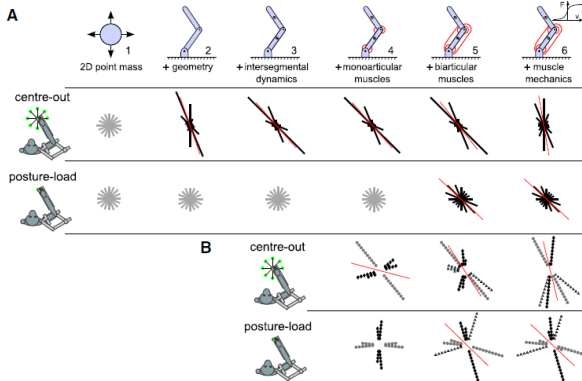 A
F
v
1
2
3
4
5
6
2D point mass
+ geometry
+ intersegmental
dynamics
+ monoarticular
muscles
+ biarticular
muscles
+ muscle
mechanics
centre-out
posture-load
B
centre-out
posture-load